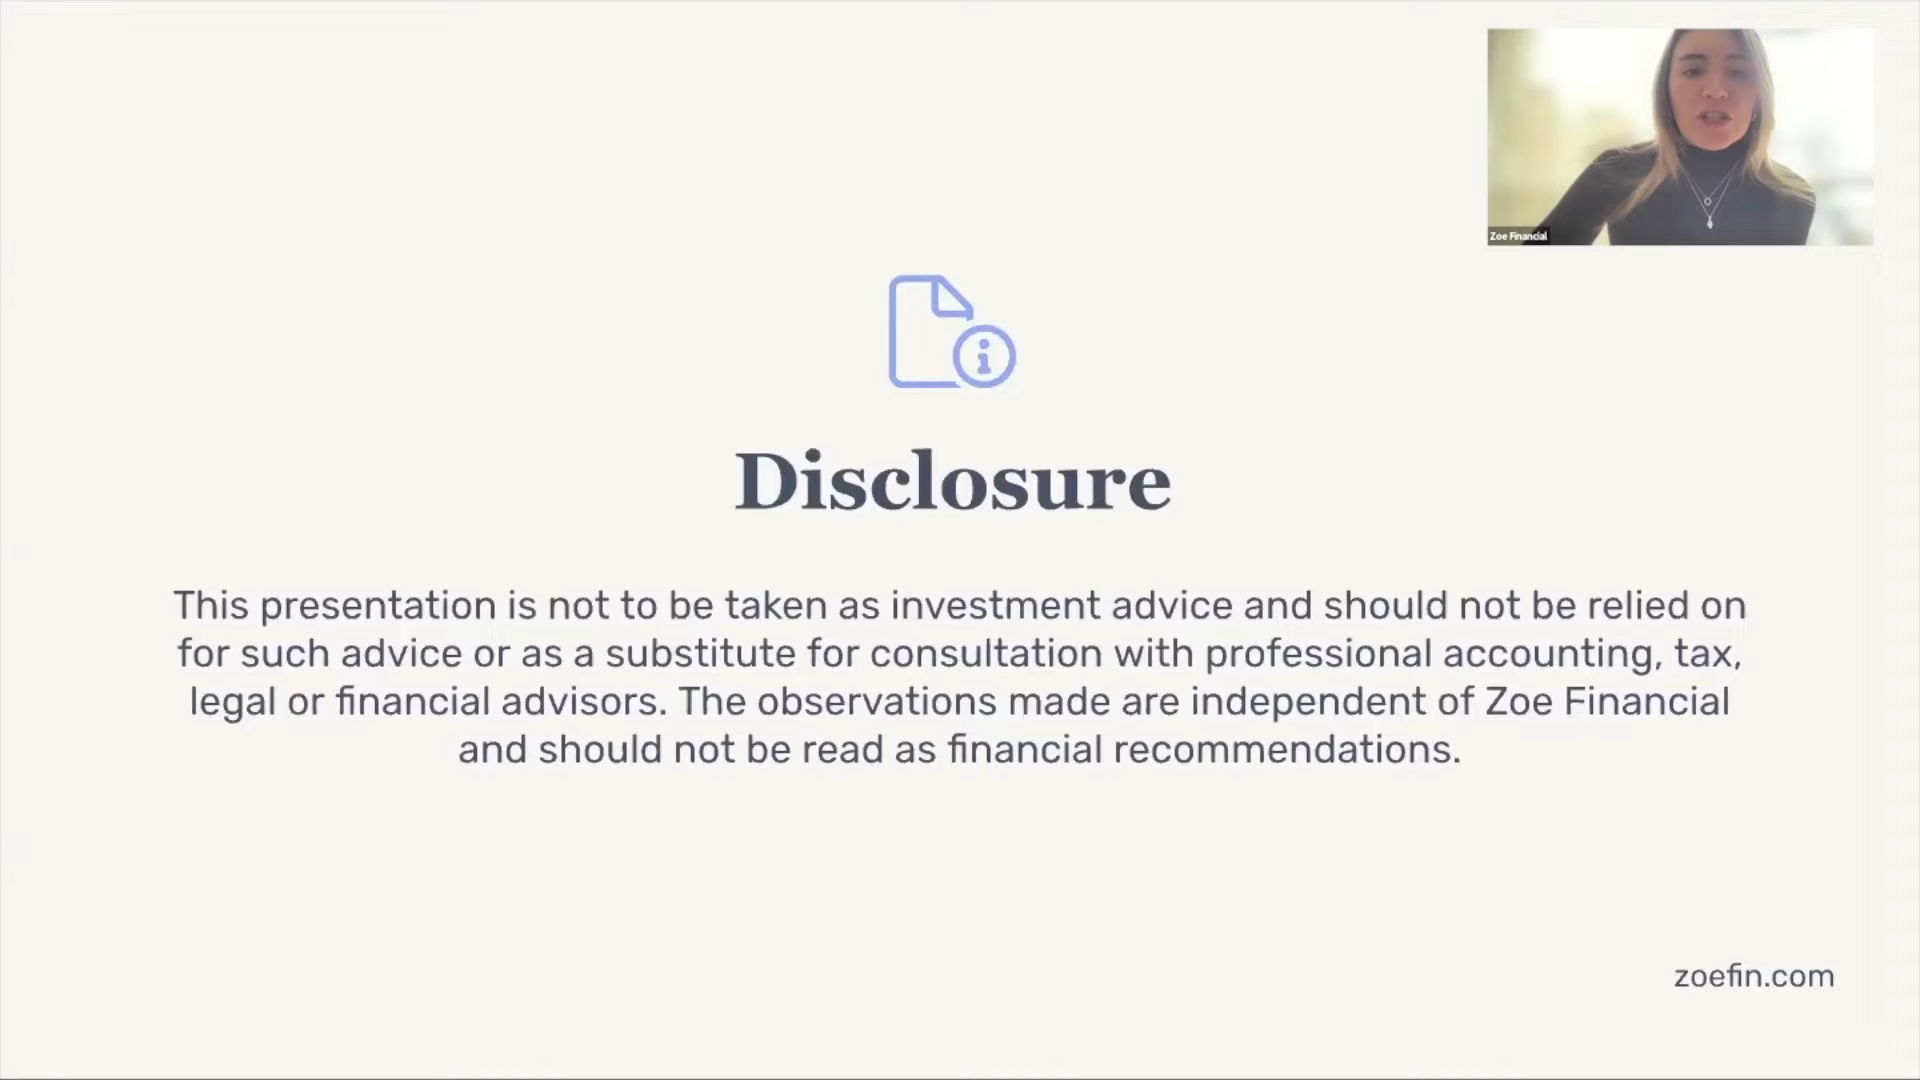 Zoe Financial
Disclosure
This presentation is not to be taken as investment advice and should not be relied on
for such advice or as a substitute for consultation with professional accounting, tax,
legal or financial advisors. The observations made are independent of Zoe Financial
and should not be read as financial recommendations.
zoefin.com